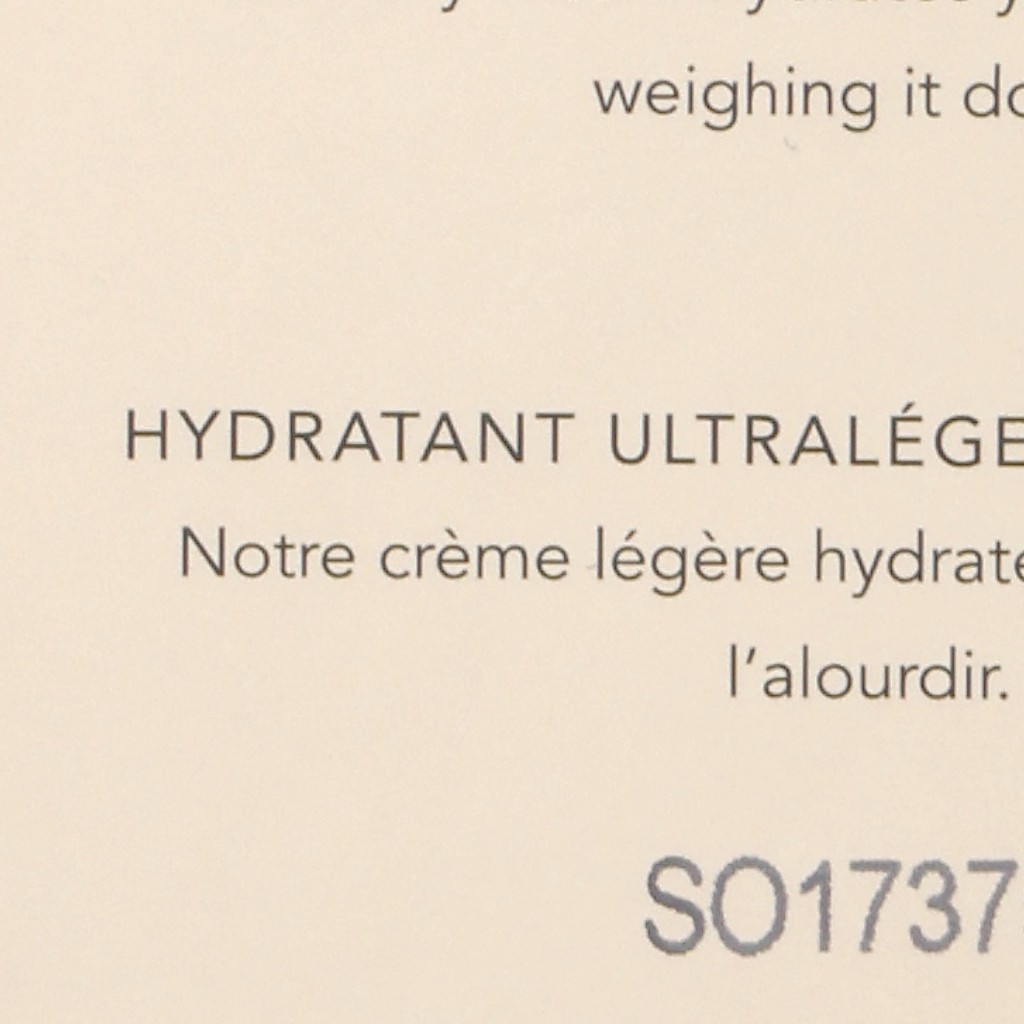 weighing it do
HYDRATANT ULTRALÉGE
Notre crème légère hydrate
l’alourdir.
SO1737